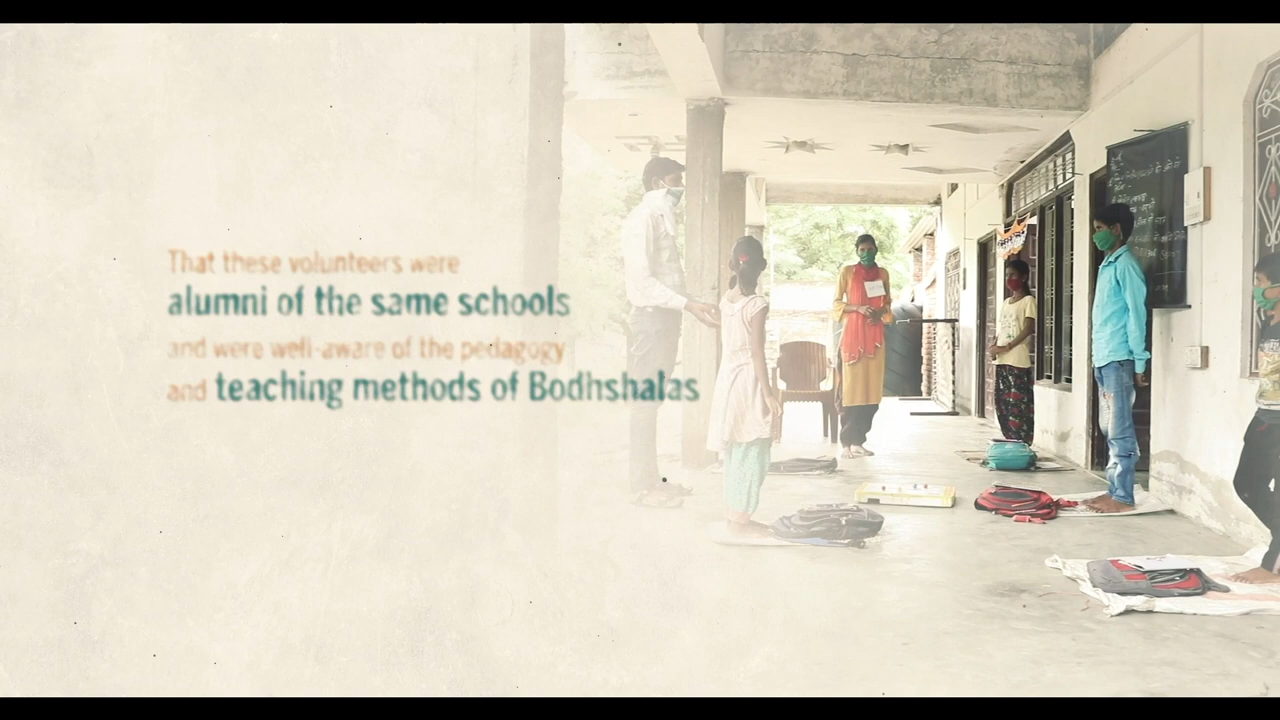 That these volunteers were
alumni of the same schools
and were well-aware of the pedagogy
and teaching methods of Bodhshalas